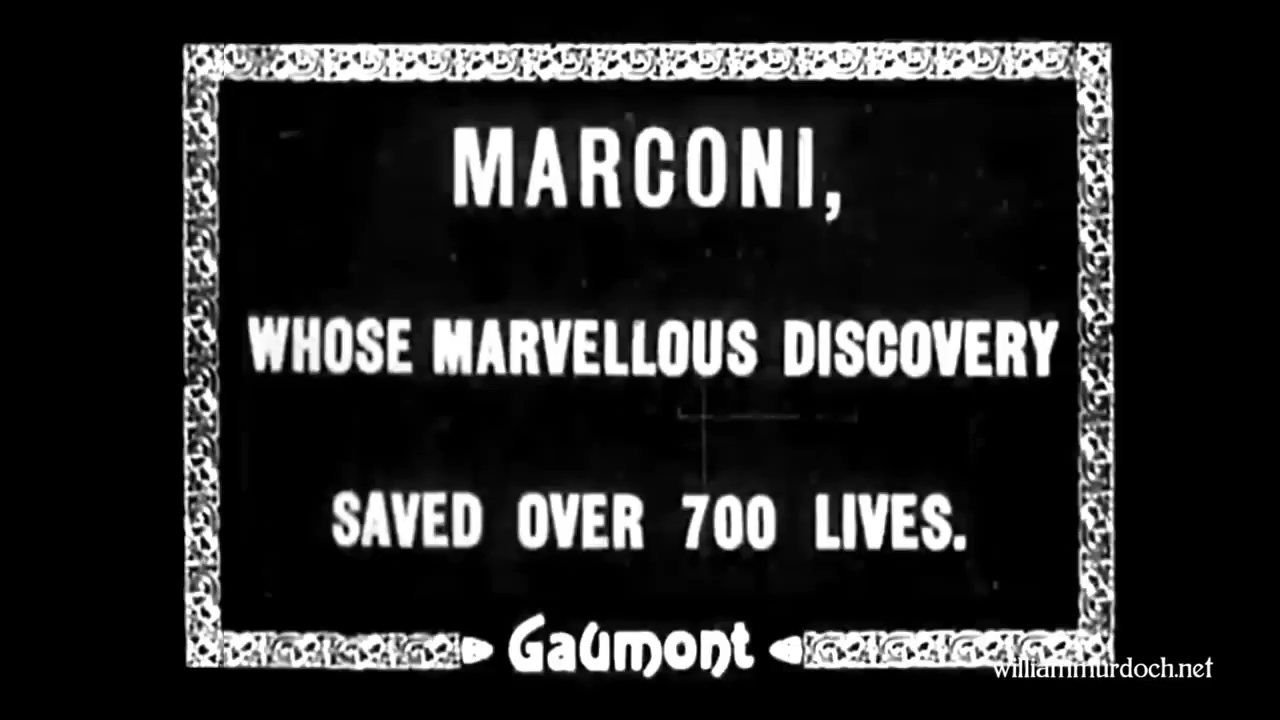 MARCONI,
WHOSE MARVELLOUS DISCOVERY
SAVED OVER 700 LIVES.
Gaumont
williammurdoch.net